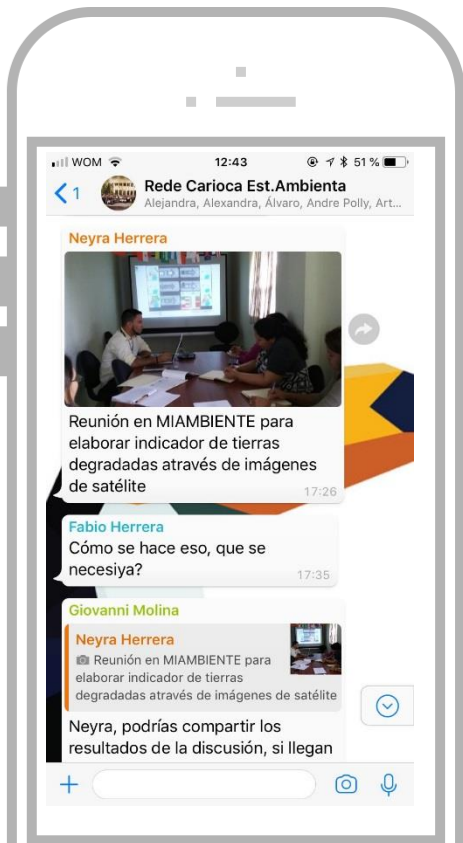 WOM 12:43 51 %
1 Rede Carioca Est.Ambienta
Alejandra, Alexandra, Álvaro, Andre Polly, Art...
Neyra Herrera
Reunión en MIAMBIENTE para
elaborar indicador de tierras
degradadas através de imágenes
de satélite
17:26
Fabio Herrera
Cómo se hace eso, que se
necesiya?
17:35
Giovanni Molina
Neyra Herrera
Reunión en MIAMBIENTE para
elaborar indicador de tierras
degradadas através de imágenes de satélite
Neyra, podrías compartir los
resultados de la discusión, si llegan